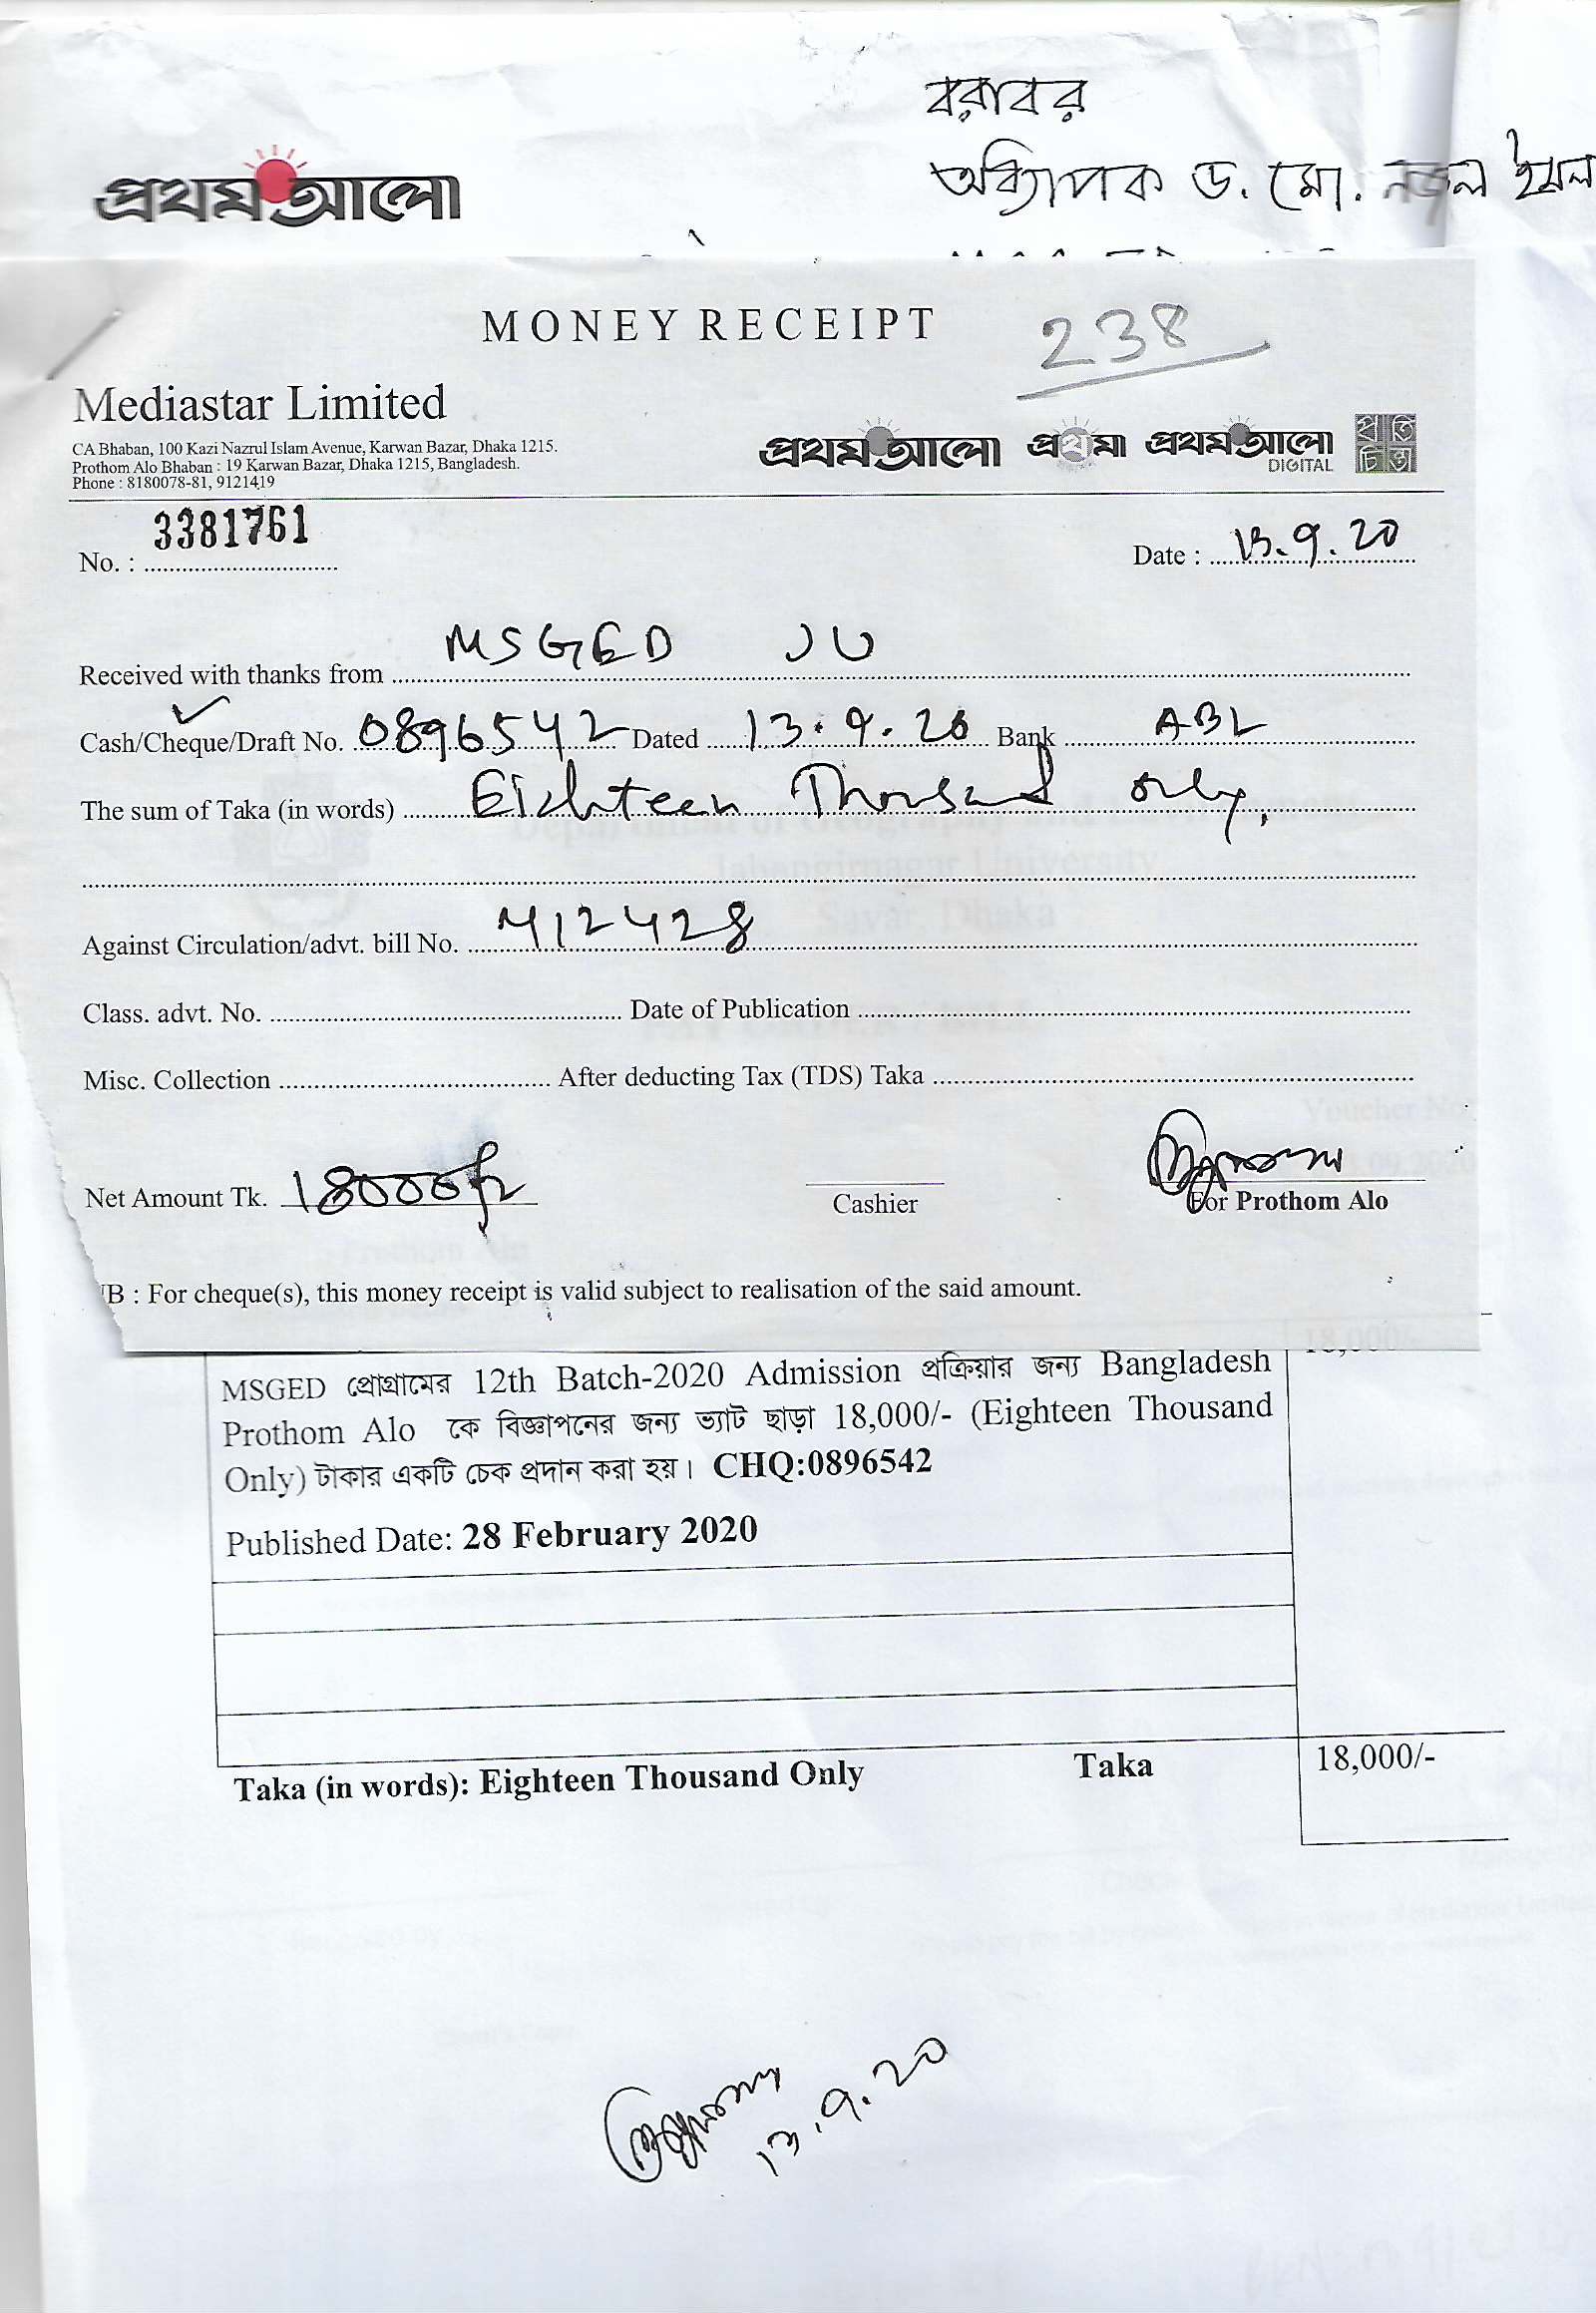 বরাবর
অধ্যাপক ড. মো.
প্রথম আলো
MONEY RECEIPT
238
Mediastar Limited
CA Bhaban, 100 Kazi Nazrul Islam Avenue, Karwan Bazar, Dhaka 1215.
Prothom Alo Bhaban : 19 Karwan Bazar, Dhaka 1215, Bangladesh.
Phone : 8180078-81, 9121419
প্রথম আলো প্রথমা প্রথম আলো DIGITAL প্রতিচিন্তা
No. : 3381761
Date : 13.9.20
Received with thanks from MSGED JU
Cash/Cheque/Draft No. 0896542 Dated 13.9.20 Bank ABL
The sum of Taka (in words) Eighteen Thousand only,
Against Circulation/advt. bill No. 412428
Class. advt. No. Date of Publication
Misc. Collection After deducting Tax (TDS) Taka
Net Amount Tk. 18000/=
Cashier
For Prothom Alo
B : For cheque(s), this money receipt is valid subject to realisation of the said amount.
18,000/-
MSGED প্রোগ্রামের 12th Batch-2020 Admission প্রক্রিয়ার জন্য Bangladesh
Prothom Alo কে বিজ্ঞাপনের জন্য ভ্যাট ছাড়া 18,000/- (Eighteen Thousand
Only) টাকার একটি চেক প্রদান করা হয়। CHQ:0896542
Published Date: 28 February 2020
Taka (in words): Eighteen Thousand Only Taka 18,000/-
13.9.20